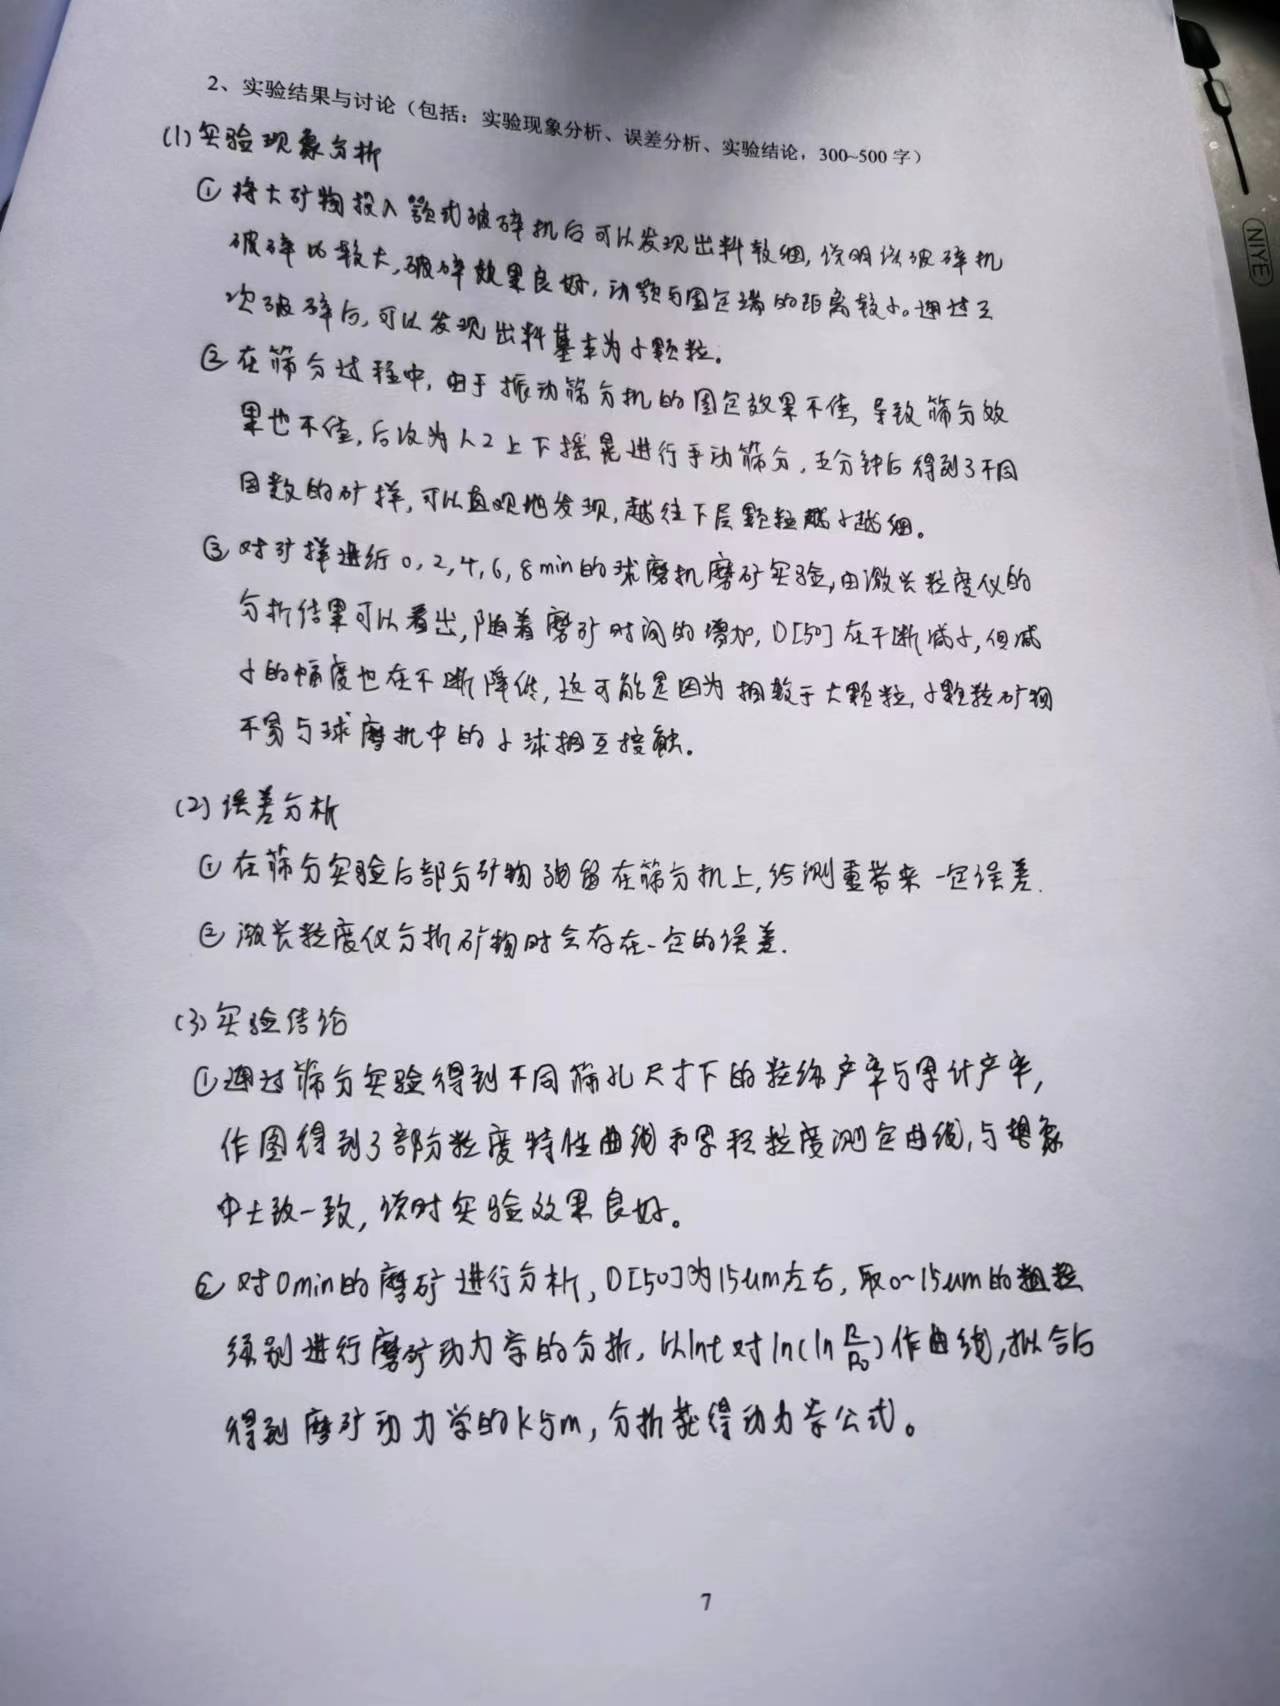 2、实验结果与讨论（包括：实验现象分析、误差分析、实验结论，300~500 字）
(1) 实验现象分析
① 将大矿物投入颚式破碎机后可以发现出料较细，说明该破碎机
破碎比较大，破碎效果良好，动颚与固定端的距离较小。通过三
次破碎后，可以发现出料基本为小颗粒。
② 在筛分过程中，由于振动筛分机的固定效果不佳，导致筛分效
果也不佳，后改为人工上下摇晃进行手动筛分，五分钟后得到了不同
目数的矿样，可以直观地发现，越往下层颗粒越小越细。
③ 对矿样进行0，2，4，6，8min的球磨机磨矿实验，由激光粒度仪的
分析结果可以看出，随着磨矿时间的增加，D[50]在不断减小，但减
小的幅度也在不断降低，这可能是因为相较于大颗粒，小颗粒矿物
不易与球磨机中的小球相互接触。
(2) 误差分析
① 在筛分实验后部分矿物残留在筛分机上，给测重带来一定误差.
② 激光粒度仪分析矿物时会存在一定的误差.
(3) 实验结论
① 通过筛分实验得到不同筛孔尺寸下的粒级产率与累计产率，
作图得到了部分粒度特性曲线和累积粒度测定曲线，与想象
中大致一致，说明实验效果良好。
② 对0min的磨矿进行分析，D[50]为15um左右，取0~15um的粗粒
级别进行磨矿动力学的分析，以lnt对ln(ln R/R₀)作曲线，拟合后
得到磨矿动力学的k与m，分析获得动力学公式。
7
NIYE